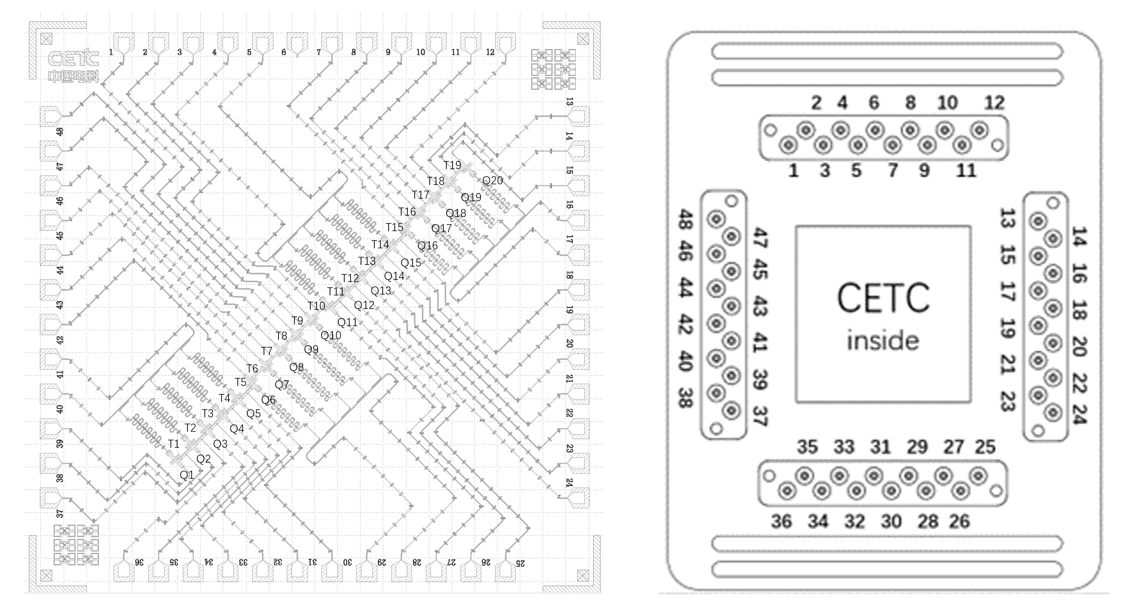 1 2 3 4 5 6 7 8 9 10 11 12
CETC
中国电科
13 14 15 16 17 18 19 20 21 22 23 24
48 47 46 45 44 43 42 41 40 39 38 37
T19
T18 Q20
T17 Q19
T16 Q18
T15 Q17
T14 Q16
T13 Q15
T12 Q14
T11 Q13
T10 Q12
T9 Q11
T8 Q10
T7 Q9
T6 Q8
T5 Q7
T4 Q6
T3 Q5
T2 Q4
T1 Q3
Q2
Q1
36 35 34 33 32 31 30 29 28 27 26 25
2 4 6 8 10 12
1 3 5 7 9 11
48 46 44 42 40 38
47 45 43 41 39 37
CETC
inside
13 15 17 19 21 23
14 16 18 20 22 24
35 33 31 29 27 25
36 34 32 30 28 26